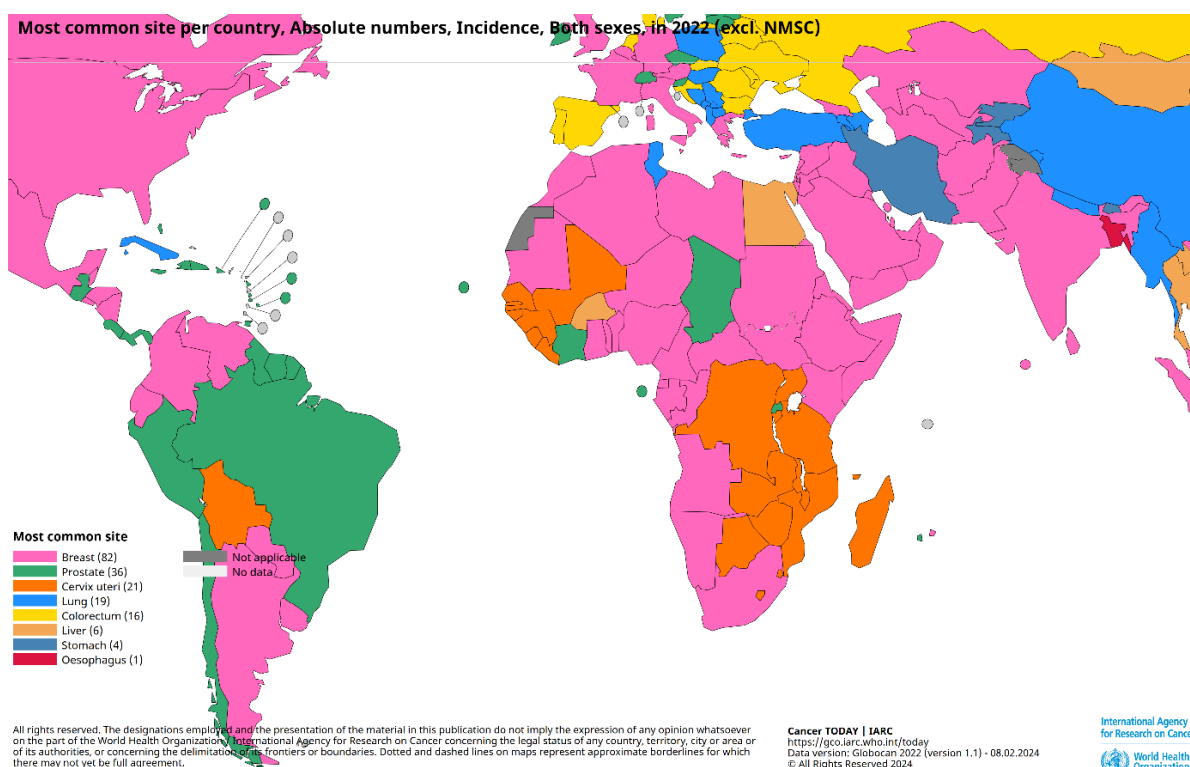 Most common site per country, Absolute numbers, Incidence, Both sexes, in 2022 (excl. NMSC)
Most common site
Breast (82)
Prostate (36)
Cervix uteri (21)
Lung (19)
Colorectum (16)
Liver (6)
Stomach (4)
Oesophagus (1)
Not applicable
No data
All rights reserved. The designations employed and the presentation of the material in this publication do not imply the expression of any opinion whatsoever
on the part of the World Health Organization / International Agency for Research on Cancer concerning the legal status of any country, territory, city or area or
of its authorities, or concerning the delimitation of its frontiers or boundaries. Dotted and dashed lines on maps represent approximate borderlines for which
there may not yet be full agreement.
Cancer TODAY | IARC
https://gco.iarc.who.int/today
Data version: Globocan 2022 (version 1.1) - 08.02.2024
© All Rights Reserved 2024
International Agency
for Research on Cance
World Health